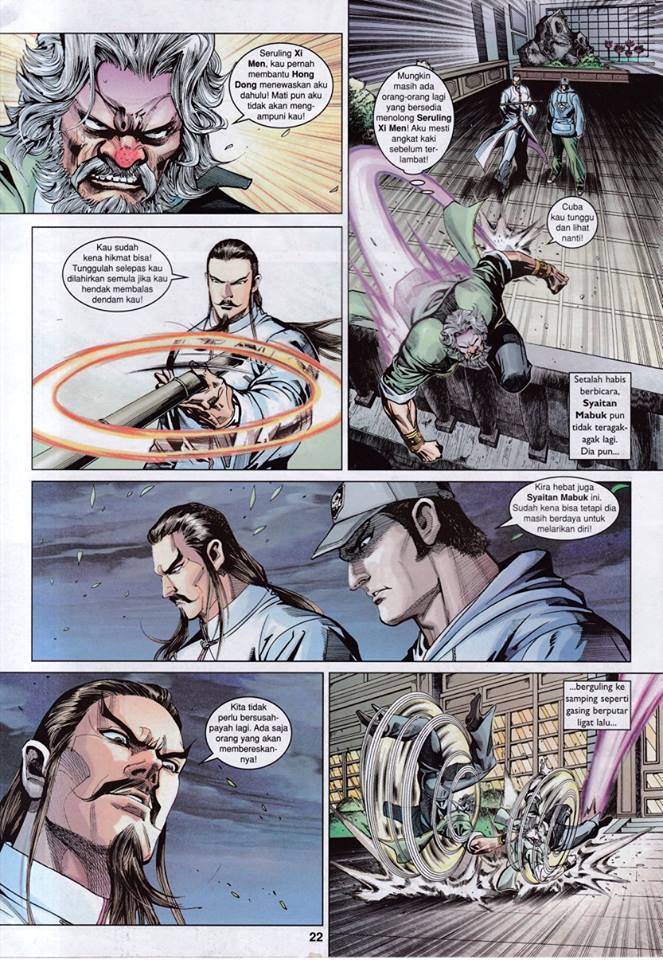 Seruling Xi
Men, kau pernah
membantu Hong
Dong menewaskan aku
dahulu! Mati pun aku
tidak akan meng-
ampuni kau!
Mungkin
masih ada
orang-orang lagi
yang bersedia
menolong Seruling
Xi Men! Aku mesti
angkat kaki
sebelum ter-
lambat!
Cuba
kau tunggu
dan lihat
nanti!
Kau sudah
kena hikmat bisa!
Tunggulah selepas kau
dilahirkan semula jika kau
hendak membalas
dendam kau!
Setalah habis
berbicara,
Syaitan
Mabuk pun
tidak teragak-
agak lagi.
Dia pun...
Kira hebat juga
Syaitan Mabuk ini.
Sudah kena bisa tetapi dia
masih berdaya untuk
melarikan diri!
Kita tidak
perlu bersusah-
payah lagi. Ada saja
orang yang akan
membereskan-
nya!
...berguling ke
samping seperti
gasing berputar
ligat lalu...
22